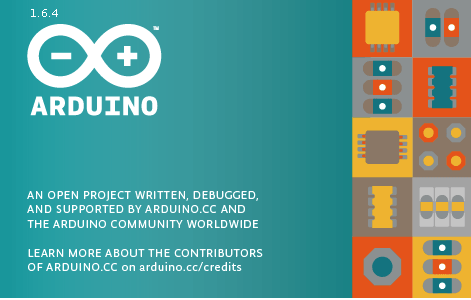 1.6.4
™
ARDUINO
AN OPEN PROJECT WRITTEN, DEBUGGED,
AND SUPPORTED BY ARDUINO.CC AND
THE ARDUINO COMMUNITY WORLDWIDE
LEARN MORE ABOUT THE CONTRIBUTORS
OF ARDUINO.CC on arduino.cc/credits